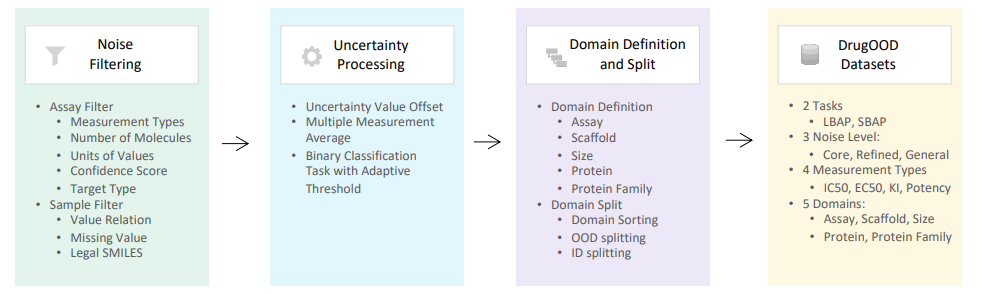 Noise
Filtering
• Assay Filter
• Measurement Types
• Number of Molecules
• Units of Values
• Confidence Score
• Target Type
• Sample Filter
• Value Relation
• Missing Value
• Legal SMILES
Uncertainty
Processing
• Uncertainty Value Offset
• Multiple Measurement
Average
• Binary Classification
Task with Adaptive
Threshold
Domain Definition
and Split
• Domain Definition
• Assay
• Scaffold
• Size
• Protein
• Protein Family
• Domain Split
• Domain Sorting
• OOD splitting
• ID splitting
DrugOOD
Datasets
• 2 Tasks
• LBAP, SBAP
• 3 Noise Level:
• Core, Refined, General
• 4 Measurement Types
• IC50, EC50, KI, Potency
• 5 Domains:
• Assay, Scaffold, Size
• Protein, Protein Family